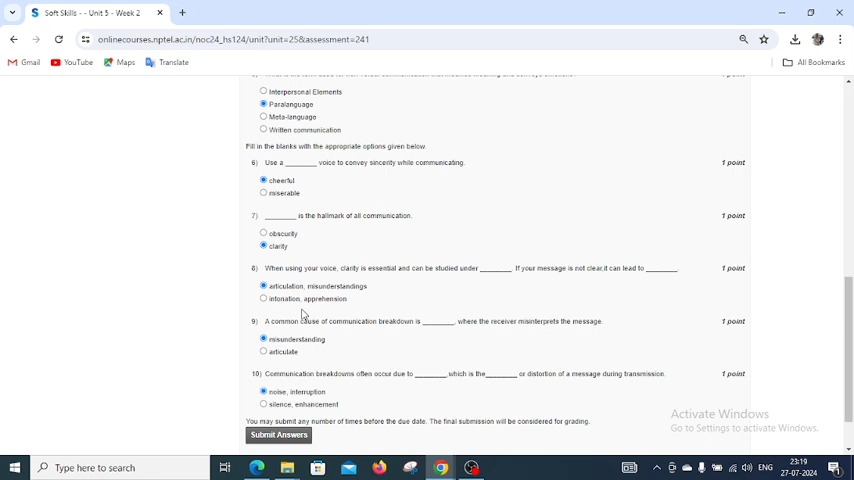 Soft Skills - - Unit 5 - Week 2
onlinecourses.nptel.ac.in/noc24_hs124/unit?unit=25&assessment=241
Gmail YouTube Maps Translate All Bookmarks
Interpersonal Elements
Paralanguage
Meta-language
Written communication
Fill in the blanks with the appropriate options given below.
6) Use a ________ voice to convey sincerity while communicating. 1 point
cheerful
miserable
7) ________ is the hallmark of all communication. 1 point
obscurity
clarity
8) When using your voice, clarity is essential and can be studied under ________. If your message is not clear,it can lead to ________. 1 point
articulation, misunderstandings
intonation, apprehension
9) A common cause of communication breakdown is ________, where the receiver misinterprets the message. 1 point
misunderstanding
articulate
10) Communication breakdowns often occur due to ________ which is the________ or distortion of a message during transmission. 1 point
noise, interruption
silence, enhancement
You may submit any number of times before the due date. The final submission will be considered for grading.
Submit Answers
Activate Windows
Go to Settings to activate Windows.
Type here to search
ENG
23:19
27-07-2024
1